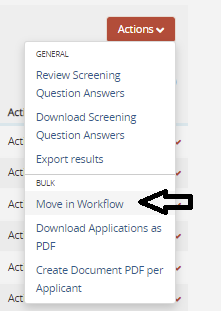 Actions
GENERAL
Review Screening
Question Answers
Download Screening
Question Answers
Export results
BULK
Move in Workflow
Download Applications as
PDF
Create Document PDF per
Applicant
Acti
Act
Act
Act
Act
Act
Act